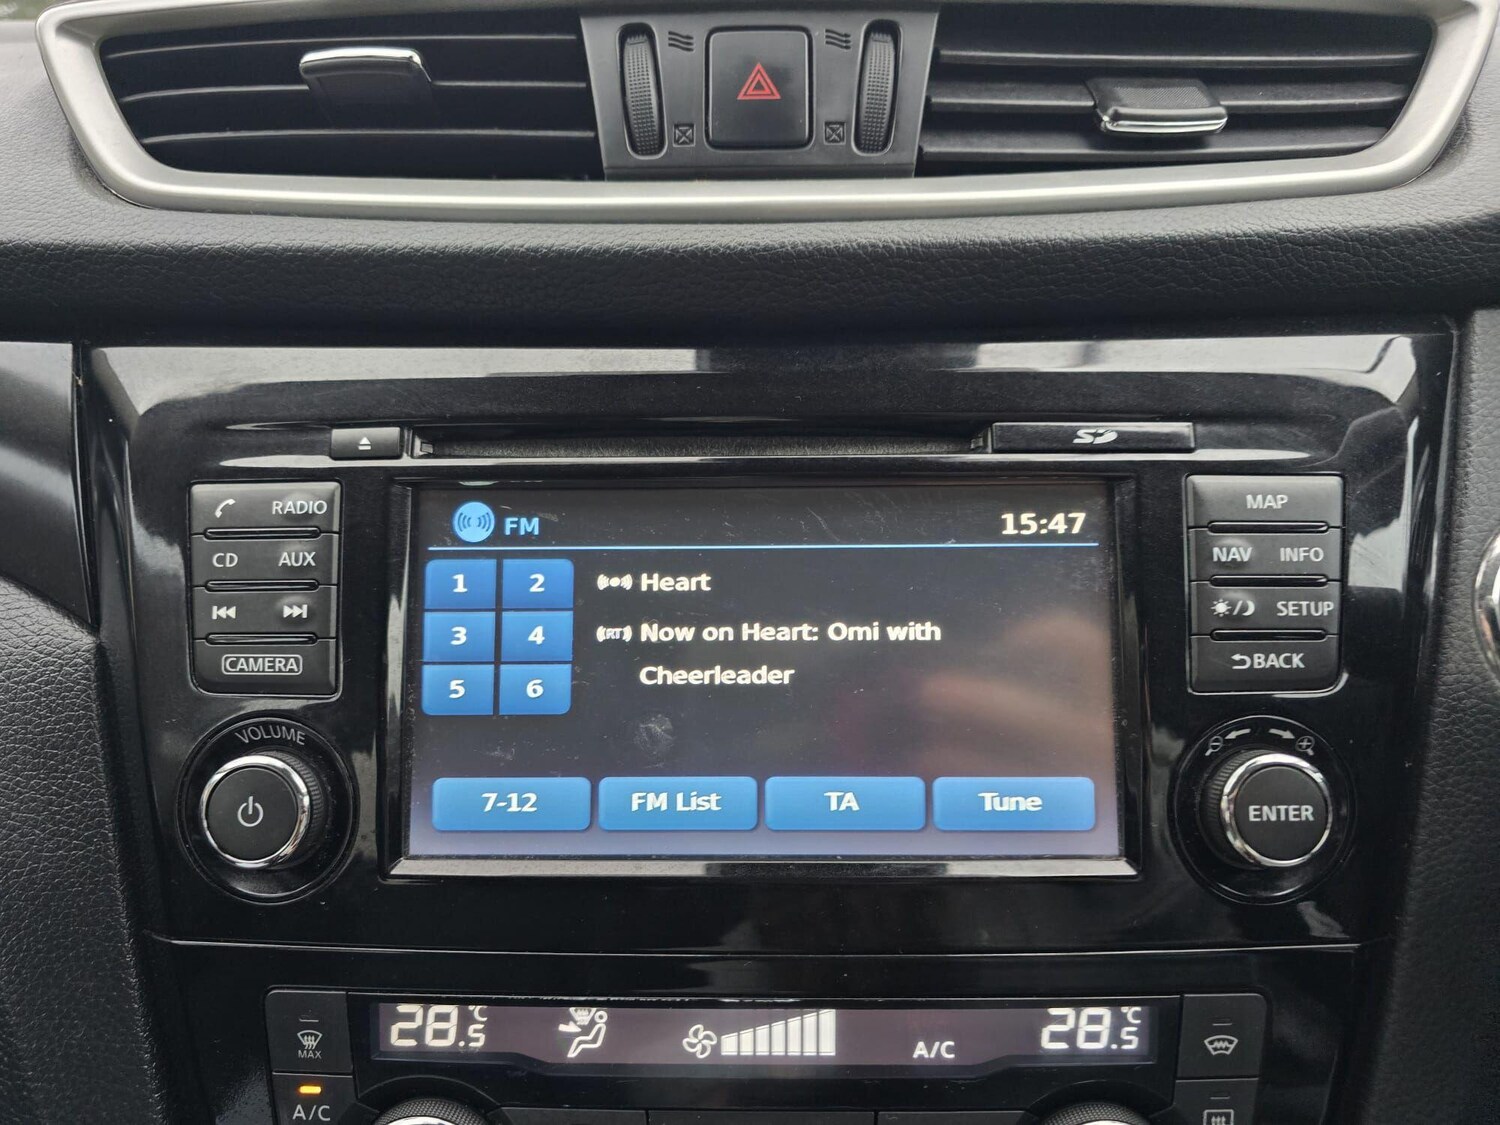 SD
RADIO
CD AUX
CAMERA
VOLUME
MAP
NAV INFO
SETUP
BACK
ENTER
FM 15:47
1 2
3 4
5 6
Heart
RT Now on Heart: Omi with
Cheerleader
7-12 FM List TA Tune
MAX
A/C
28.5 °C A/C 28.5 °C